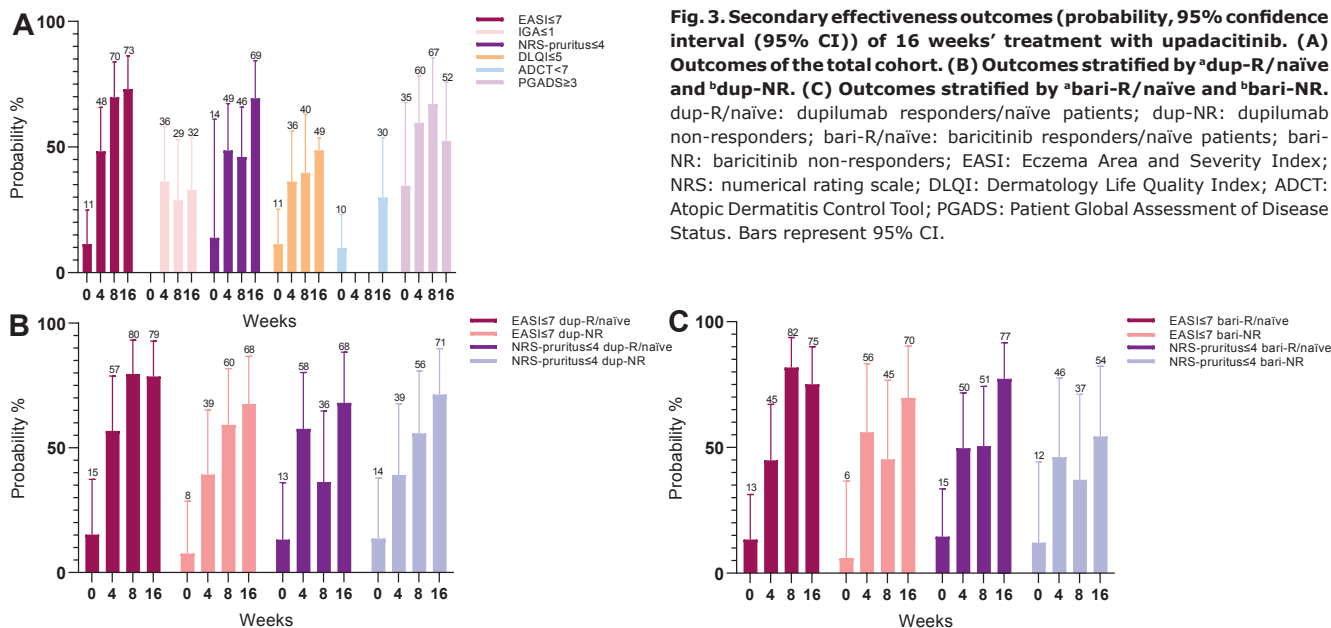 A
100
50
0
Probability %
11
48
70
73
36
29
32
14
49
46
69
11
36
40
49
10
30
35
60
67
52
0 4 8 16 0 4 8 16 0 4 8 16 0 4 8 16 0 4 8 16 0 4 8 16
Weeks
EASI≤7
IGA≤1
NRS-pruritus≤4
DLQI≤5
ADCT<7
PGADS≥3
Fig. 3. Secondary effectiveness outcomes (probability, 95% confidence
interval (95% CI)) of 16 weeks' treatment with upadacitinib. (A)
Outcomes of the total cohort. (B) Outcomes stratified by ᵃdup-R/naïve
and ᵇdup-NR. (C) Outcomes stratified by ᵃbari-R/naïve and ᵇbari-NR.
dup-R/naïve: dupilumab responders/naïve patients; dup-NR: dupilumab
non-responders; bari-R/naïve: baricitinib responders/naïve patients; bari-
NR: baricitinib non-responders; EASI: Eczema Area and Severity Index;
NRS: numerical rating scale; DLQI: Dermatology Life Quality Index; ADCT:
Atopic Dermatitis Control Tool; PGADS: Patient Global Assessment of Disease
Status. Bars represent 95% CI.
B
100
50
0
Probability %
15
57
80
79
8
39
60
68
13
58
36
68
14
39
56
71
0 4 8 16 0 4 8 16 0 4 8 16 0 4 8 16
Weeks
EASI≤7 dup-R/naïve
EASI≤7 dup-NR
NRS-pruritus≤4 dup-R/naïve
NRS-pruritus≤4 dup-NR
C
100
50
0
Probability %
13
45
82
75
6
56
45
70
15
50
51
77
12
46
37
54
0 4 8 16 0 4 8 16 0 4 8 16 0 4 8 16
Weeks
EASI≤7 bari-R/naïve
EASI≤7 bari-NR
NRS-pruritus≤4 bari-R/naïve
NRS-pruritus≤4 bari-NR